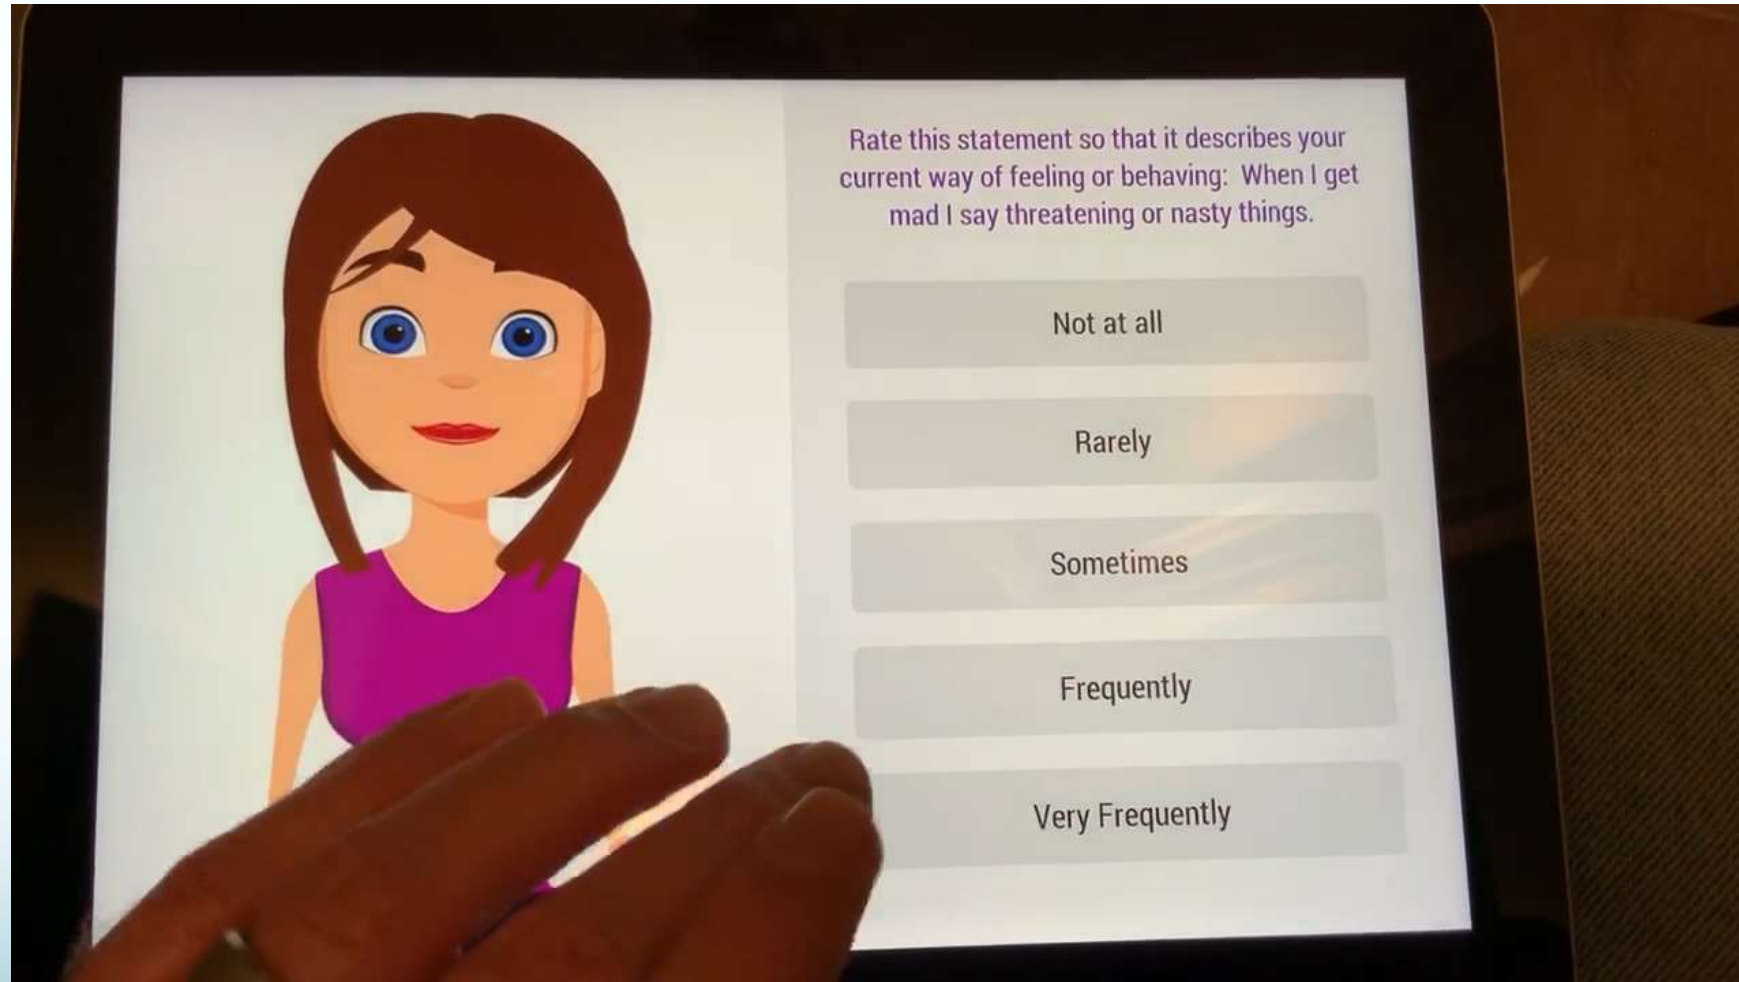 Rate this statement so that it describes your
current way of feeling or behaving: When I get
mad I say threatening or nasty things.
Not at all
Rarely
Sometimes
Frequently
Very Frequently